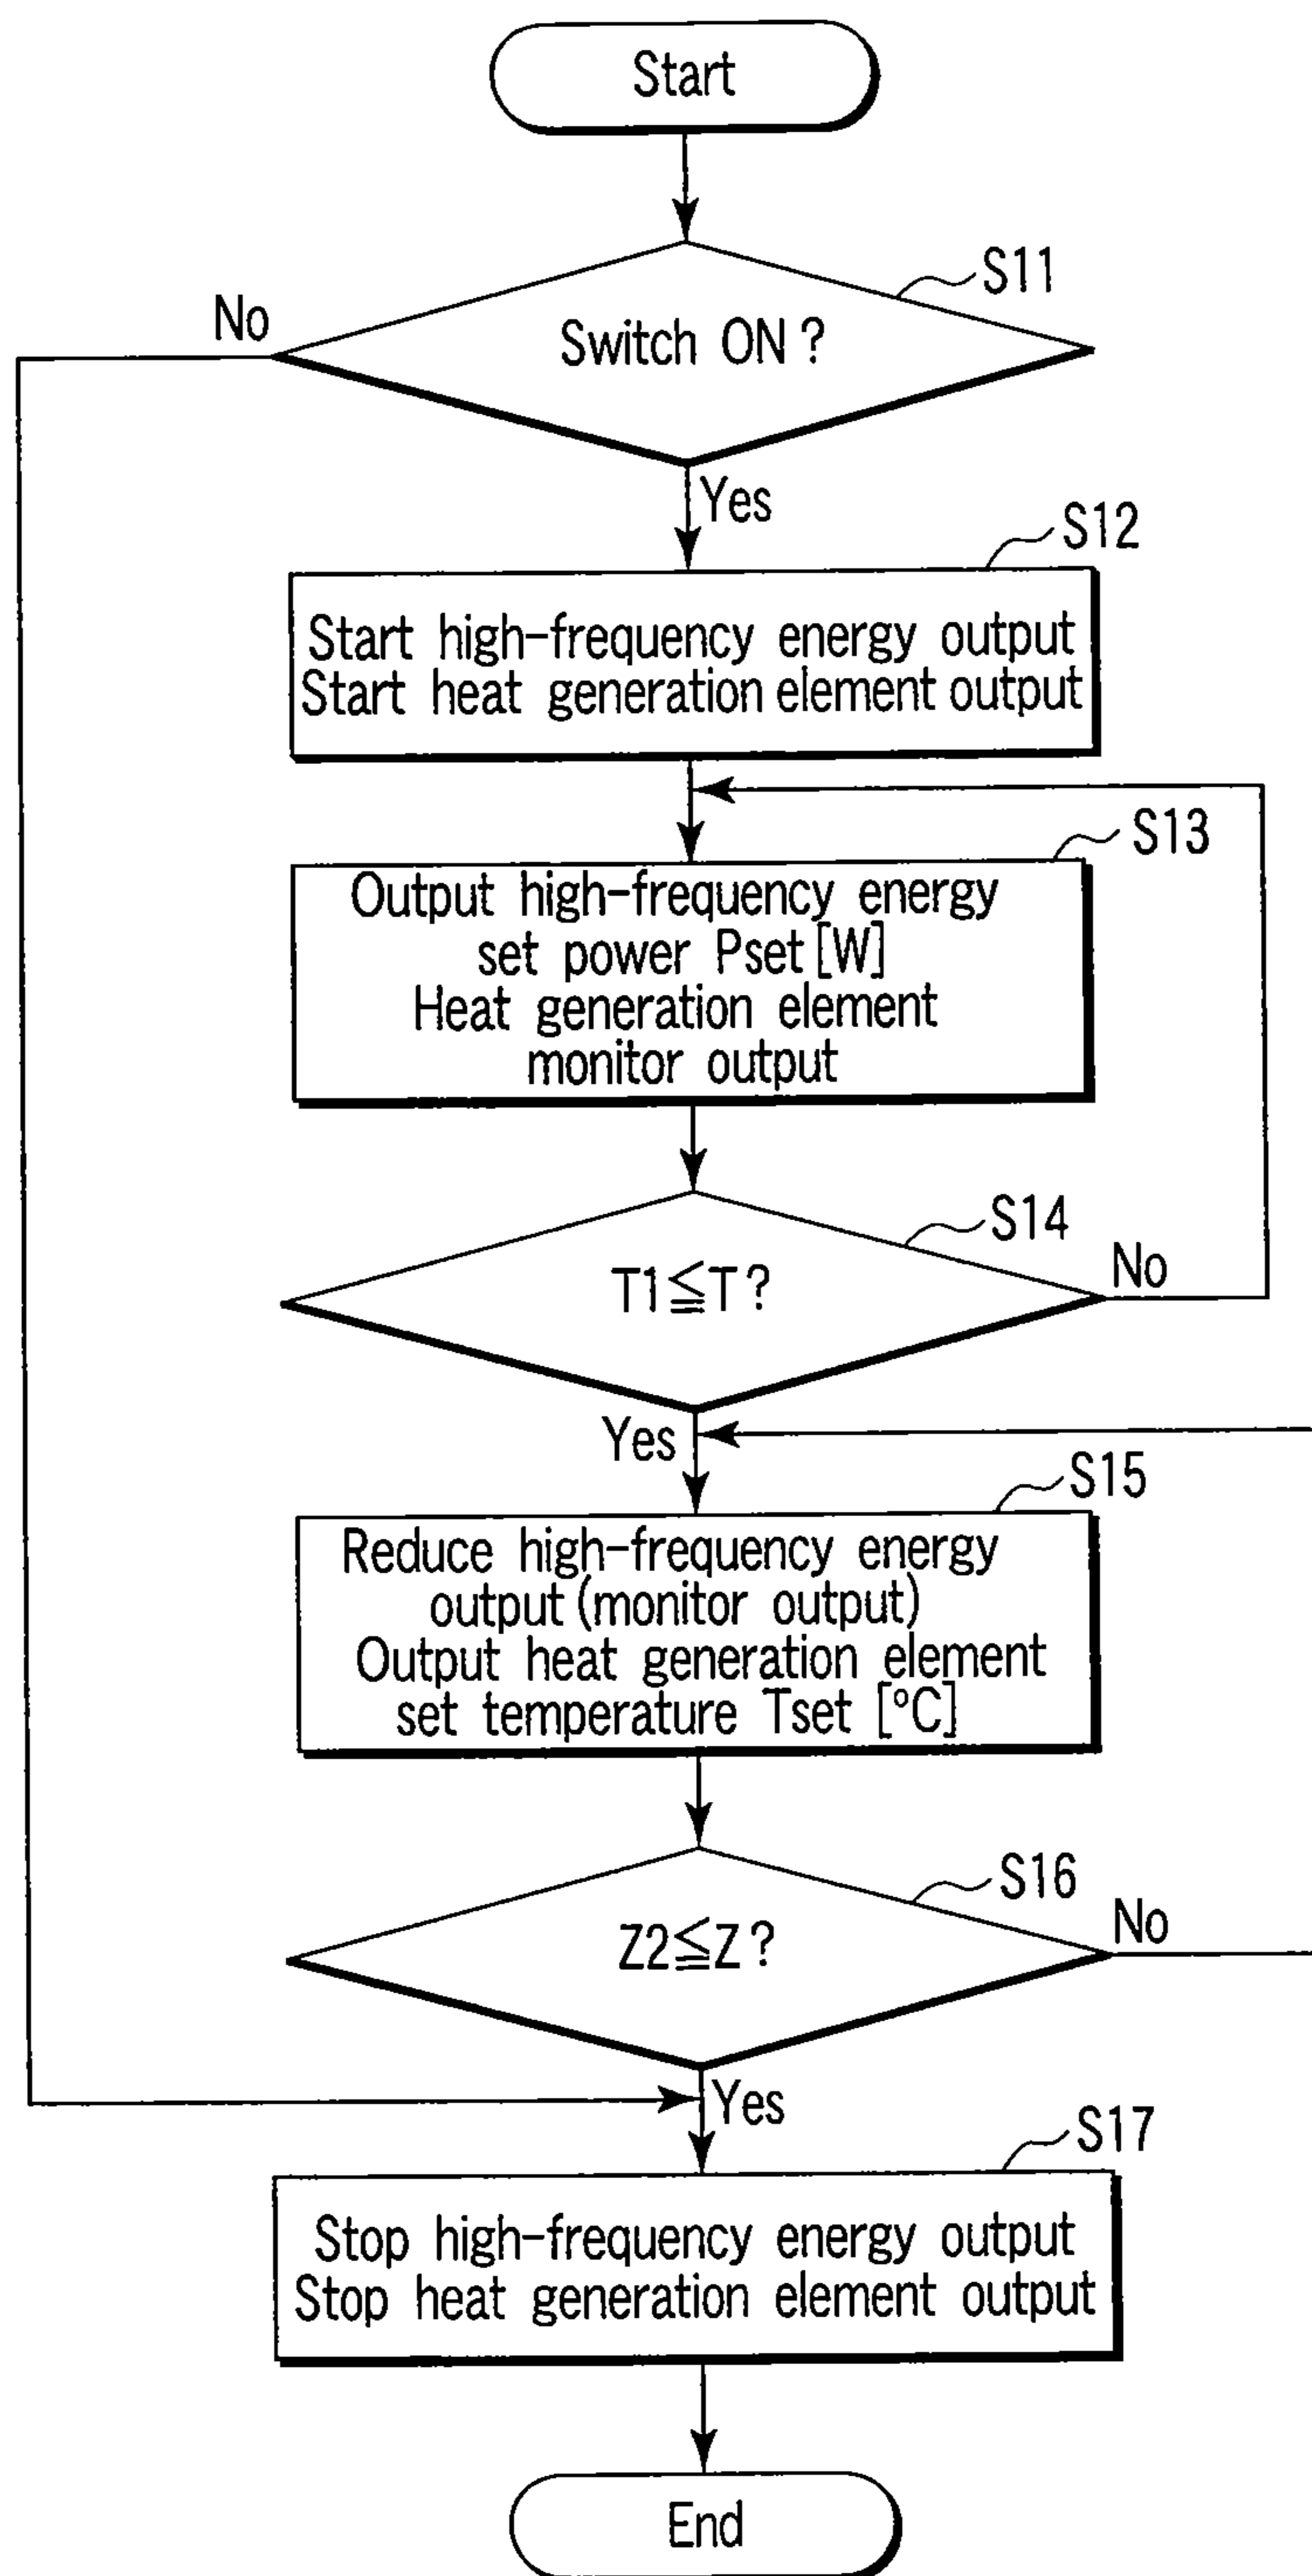 Start
S11
No
Switch ON ?
Yes
S12
Start high-frequency energy output
Start heat generation element output
S13
Output high-frequency energy
set power Pset [W]
Heat generation element
monitor output
S14
T1≦T ?
No
Yes
S15
Reduce high-frequency energy
output (monitor output)
Output heat generation element
set temperature Tset [°C]
S16
Z2≦Z ?
No
Yes
S17
Stop high-frequency energy output
Stop heat generation element output
End